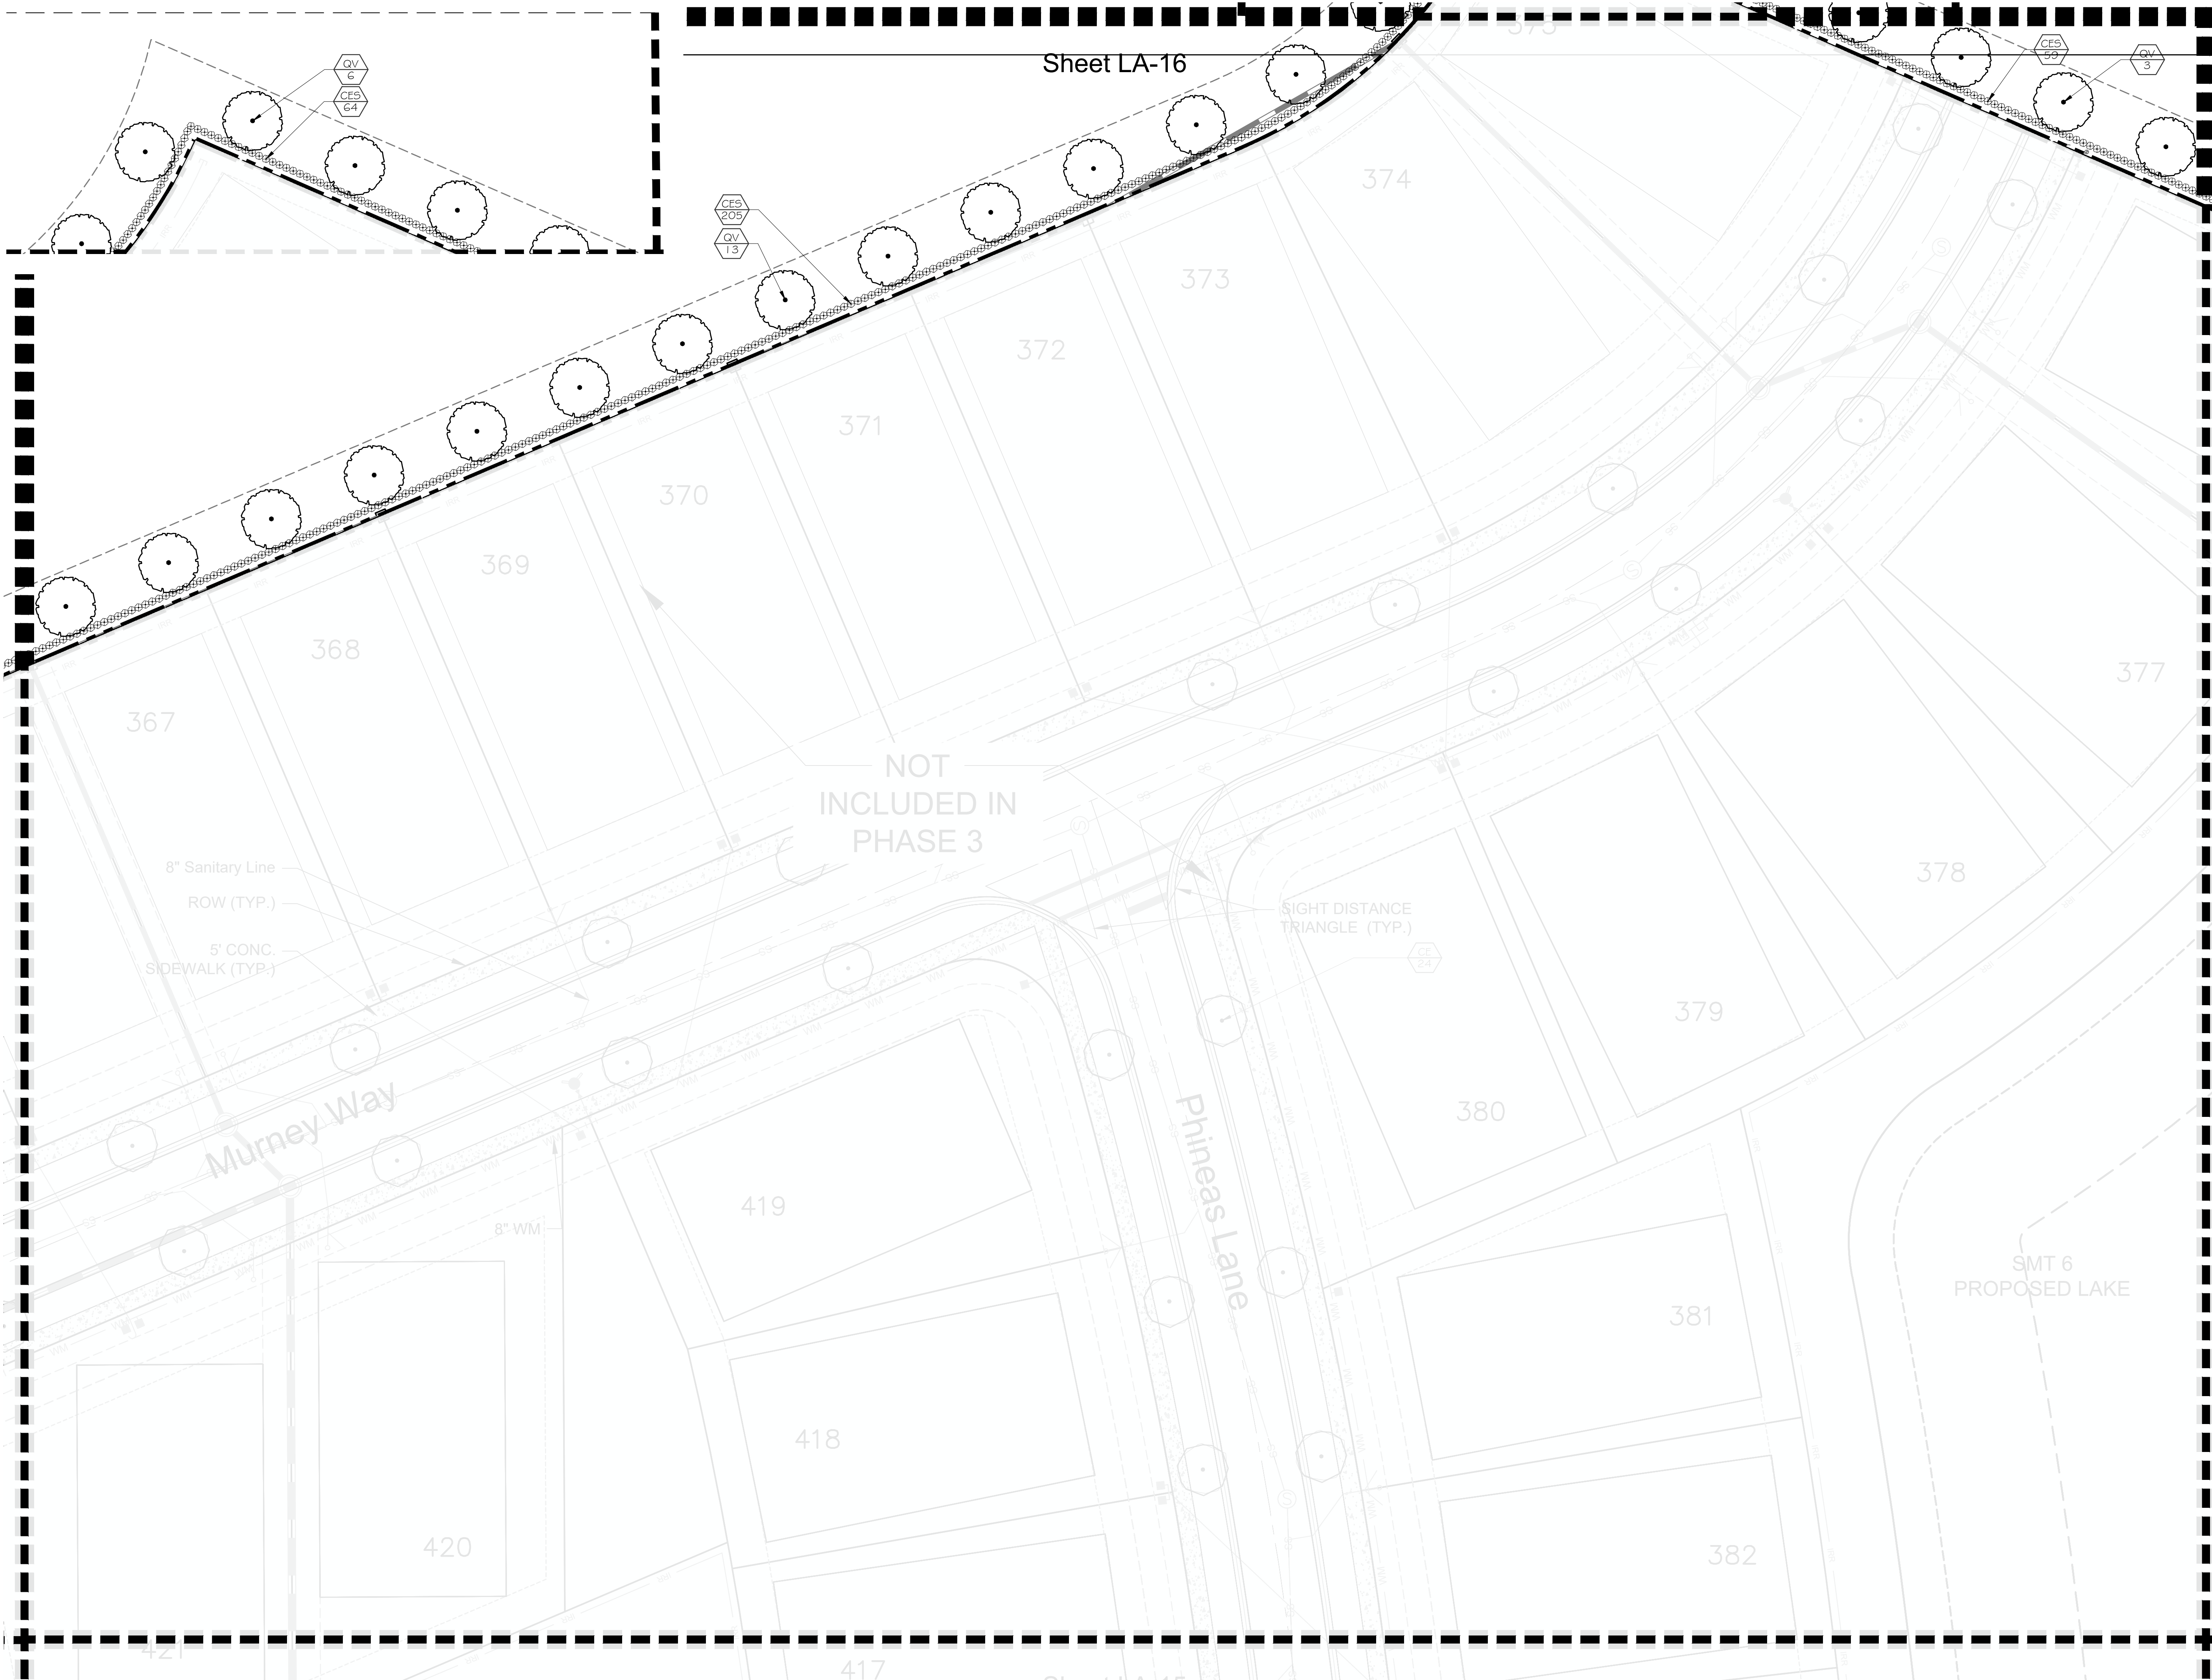 QV
6
CES
64
Sheet LA-16
375
CES
59
QV
3
CES
205
QV
13
374
373
372
371
370
369
368
367
377
378
379
380
381
382
NOT
INCLUDED IN
PHASE 3
8" Sanitary Line
ROW (TYP.)
5' CONC.
SIDEWALK (TYP.)
SIGHT DISTANCE
TRIANGLE (TYP.)
24
Murney Way
Phineas Lane
8" WM
419
418
420
421
417
SMT 6
PROPOSED LAKE